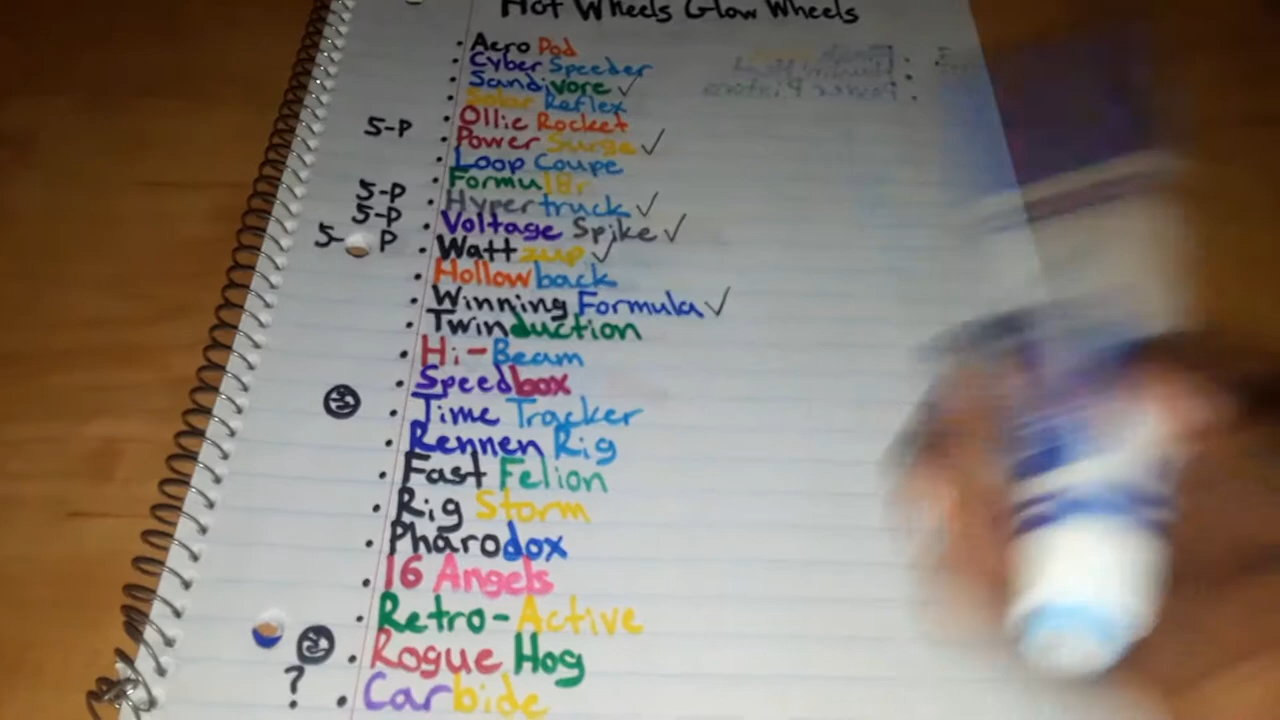 Hot Wheels Glow Wheels
Aero Pod
Cyber Speeder
Sandivore ✓
Solar Reflex
5-P Ollie Rocket
Power Surge ✓
Loop Coupe
Formul8r
5-P Hypertruck ✓
5-P Voltage Spike ✓
5-P Wattzup ✓
Hollowback
Winning Formula ✓
Twinduction
Hi-Beam
Speedbox
Time Tracker
Rennen Rig
Fast Felion
Rig Storm
Pharodox
16 Angels
Retro-Active
Rogue Hog
? Carbide